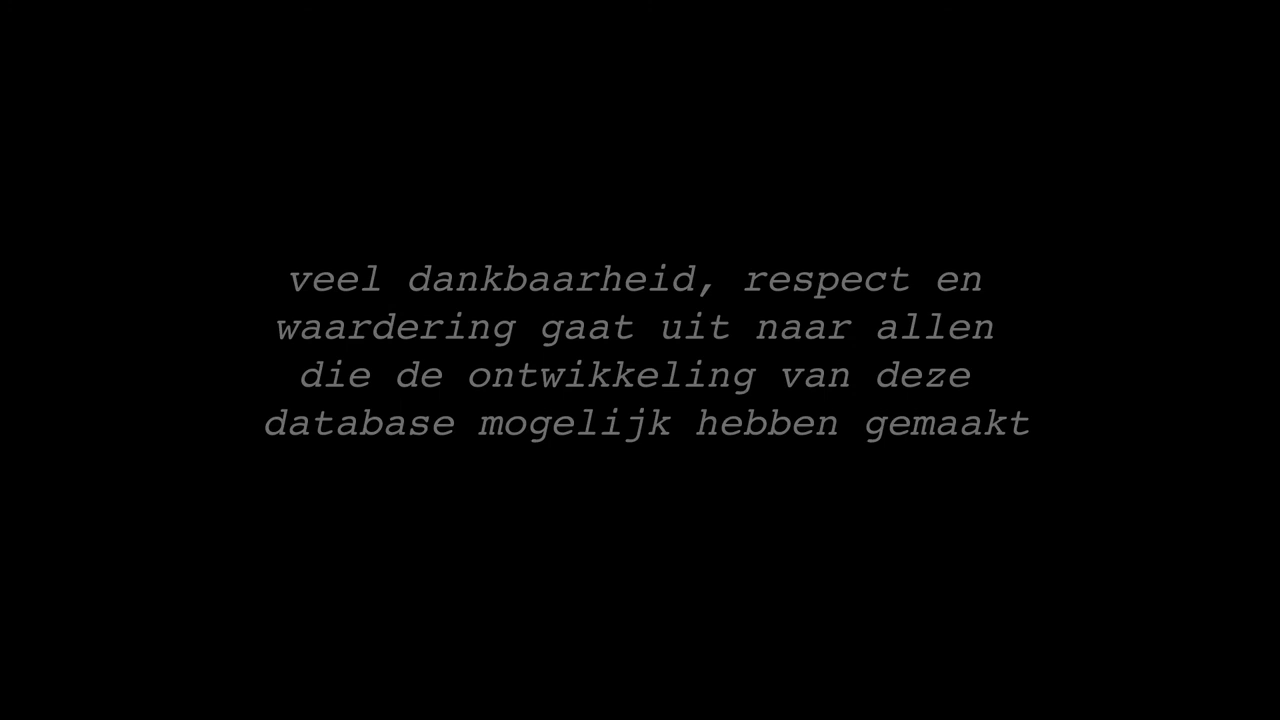 veel dankbaarheid, respect en
waardering gaat uit naar allen
die de ontwikkeling van deze
database mogelijk hebben gemaakt